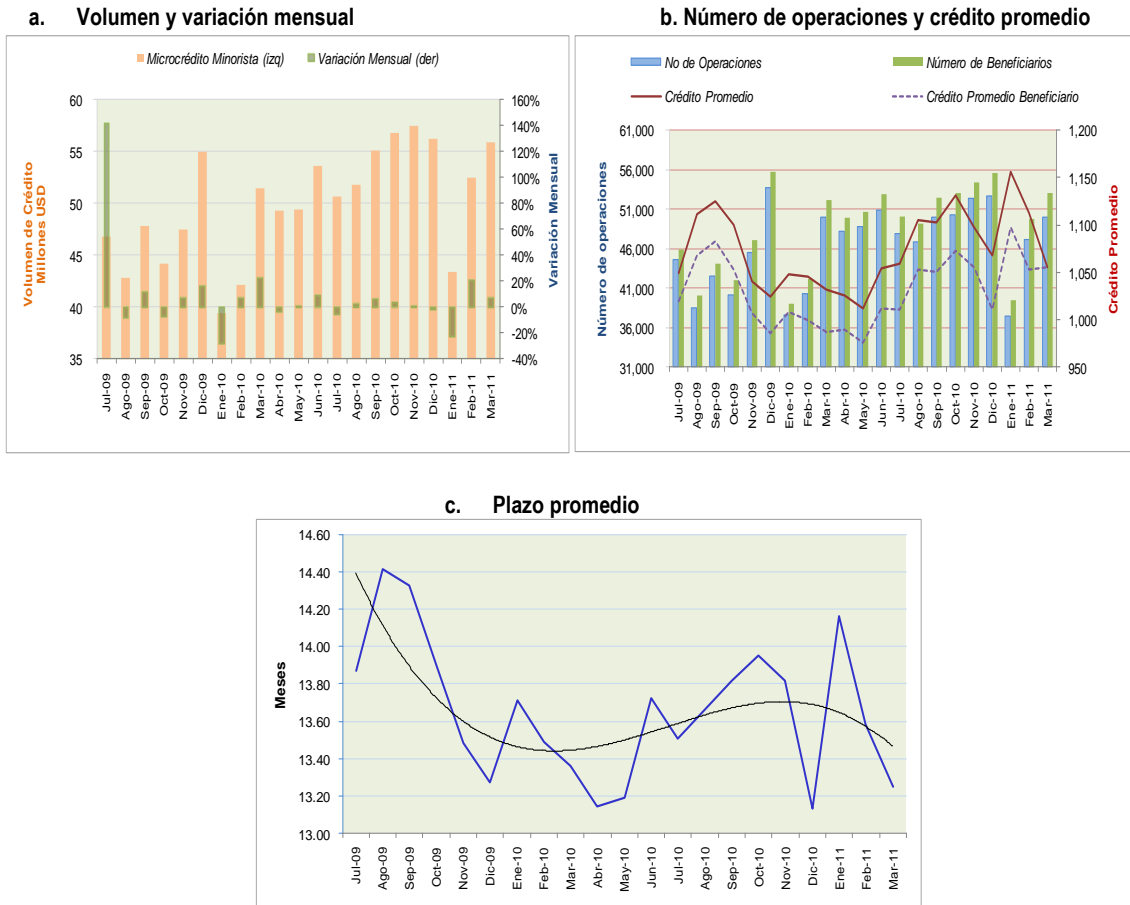 a. Volumen y variación mensual
Microcrédito Minorista (izq)
Variación Mensual (der)
Volumen de Crédito
Millones USD
60
55
50
45
40
35
160%
140%
120%
100%
80%
60%
40%
20%
0%
-20%
-40%
Variación Mensual
Jul-09
Ago-09
Sep-09
Oct-09
Nov-09
Dic-09
Ene-10
Feb-10
Mar-10
Abr-10
May-10
Jun-10
Jul-10
Ago-10
Sep-10
Oct-10
Nov-10
Dic-10
Ene-11
Feb-11
Mar-11
b. Número de operaciones y crédito promedio
No de Operaciones
Número de Beneficiarios
Crédito Promedio
Crédito Promedio Beneficiario
Número de operaciones
61,000
56,000
51,000
46,000
41,000
36,000
31,000
1,200
1,150
1,100
1,050
1,000
950
Crédito Promedio
Jul-09
Ago-09
Sep-09
Oct-09
Nov-09
Dic-09
Ene-10
Feb-10
Mar-10
Abr-10
May-10
Jun-10
Jul-10
Ago-10
Sep-10
Oct-10
Nov-10
Dic-10
Ene-11
Feb-11
Mar-11
c. Plazo promedio
Meses
14.60
14.40
14.20
14.00
13.80
13.60
13.40
13.20
13.00
Jul-09
Ago-09
Sep-09
Oct-09
Nov-09
Dic-09
Ene-10
Feb-10
Mar-10
Abr-10
May-10
Jun-10
Jul-10
Ago-10
Sep-10
Oct-10
Nov-10
Dic-10
Ene-11
Feb-11
Mar-11